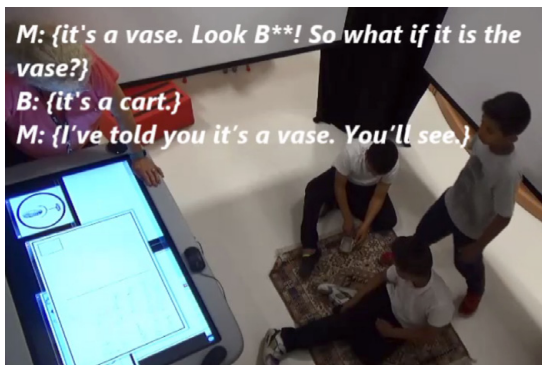 M: {it's a vase. Look B**! So what if it is the
vase?}
B: {it's a cart.}
M: {I've told you it's a vase. You'll see.}